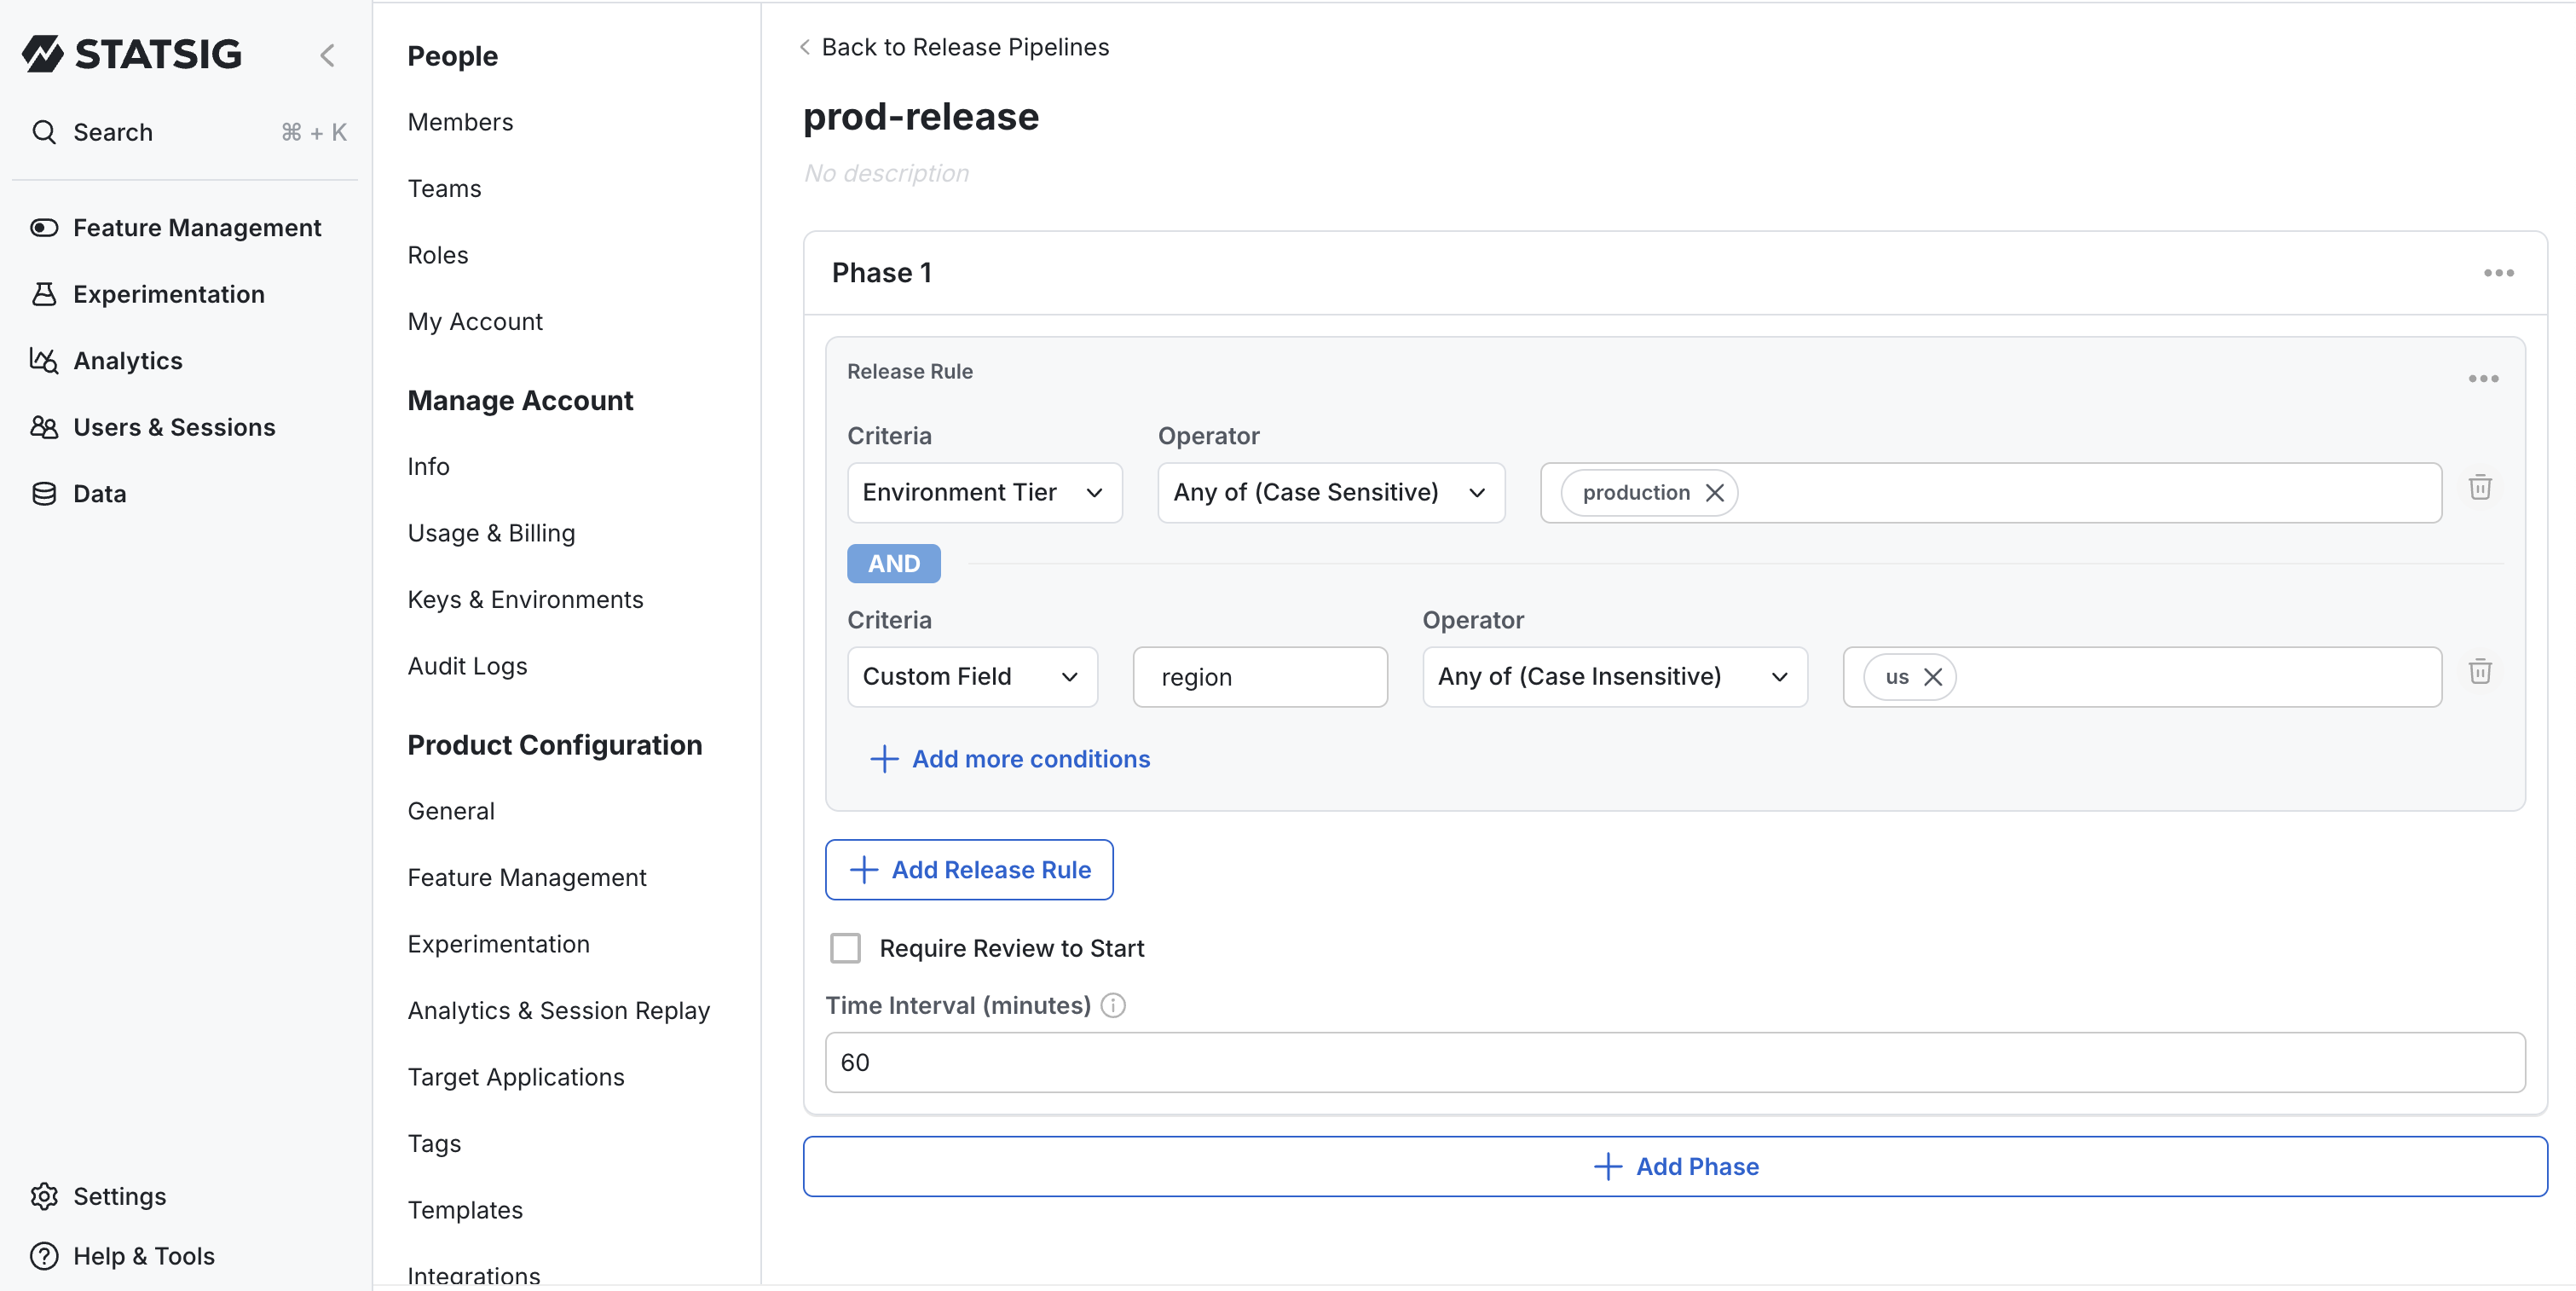 STATSIG
Search ⌘ + K
Feature Management
Experimentation
Analytics
Users & Sessions
Data
Settings
Help & Tools
People
Members
Teams
Roles
My Account
Manage Account
Info
Usage & Billing
Keys & Environments
Audit Logs
Product Configuration
General
Feature Management
Experimentation
Analytics & Session Replay
Target Applications
Tags
Templates
Integrations
Back to Release Pipelines
prod-release
No description
Phase 1
Release Rule
Criteria Operator
Environment Tier Any of (Case Sensitive) production
AND
Criteria Operator
Custom Field region Any of (Case Insensitive) us
Add more conditions
Add Release Rule
Require Review to Start
Time Interval (minutes)
60
Add Phase